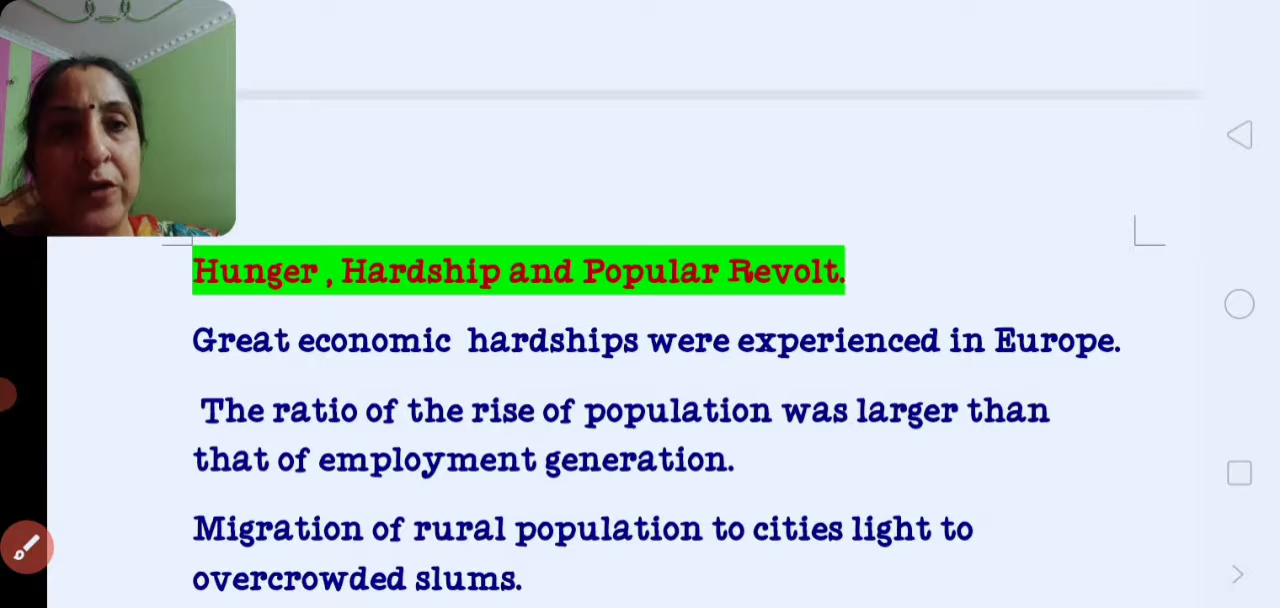 Hunger , Hardship and Popular Revolt.
Great economic hardships were experienced in Europe.
The ratio of the rise of population was larger than
that of employment generation.
Migration of rural population to cities light to
overcrowded slums.